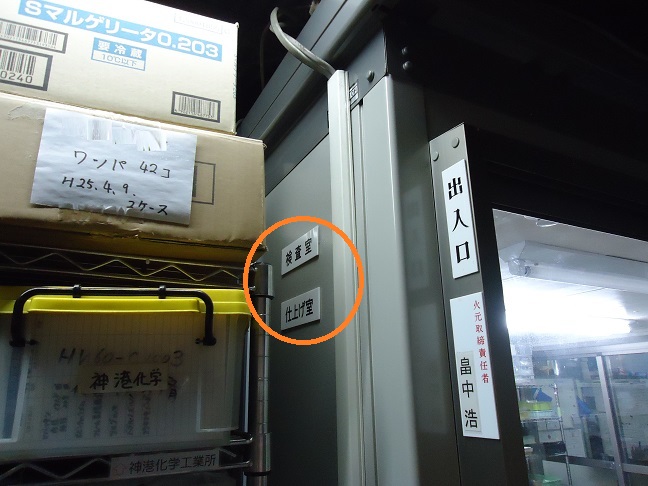 Sマルゲリータ0.203
要冷蔵
10℃以下
0240
ワンパ 42コ
H25.4.9.
2ケース
検査室
仕上げ室
出入口
火元取締責任者
畠中浩
神港化学
神港化学工業所